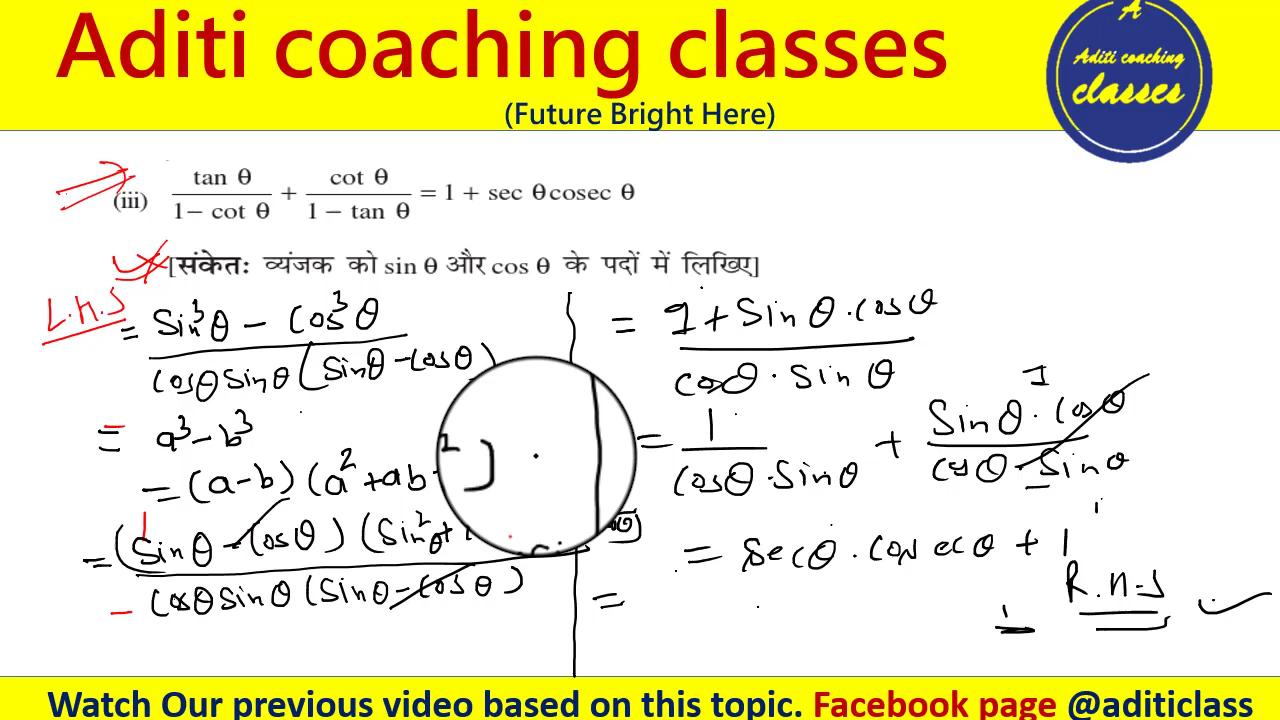 Aditi coaching classes
(Future Bright Here)
A
Aditi coaching
classes
(iii) tan θ / 1 − cot θ + cot θ / 1 − tan θ = 1 + sec θ cosec θ
[संकेतः व्यंजक को sin θ और cos θ के पदों में लिखिए]
L.H.S
= Sin³θ − Cos³θ / CosθSinθ(Sinθ−Cosθ)
= a³−b³
= (a−b)(a²+ab
= (Sinθ−Cosθ)(Sin²θ+ / CosθSinθ(Sinθ−Cosθ)
=
= 1+Sinθ.Cosθ / Cosθ.Sinθ
= 1 / Cosθ.Sinθ + Sinθ.Cosθ / Cosθ.Sinθ
1
= Secθ.Cosecθ + 1
R.H.S
Watch Our previous video based on this topic. Facebook page @aditiclass